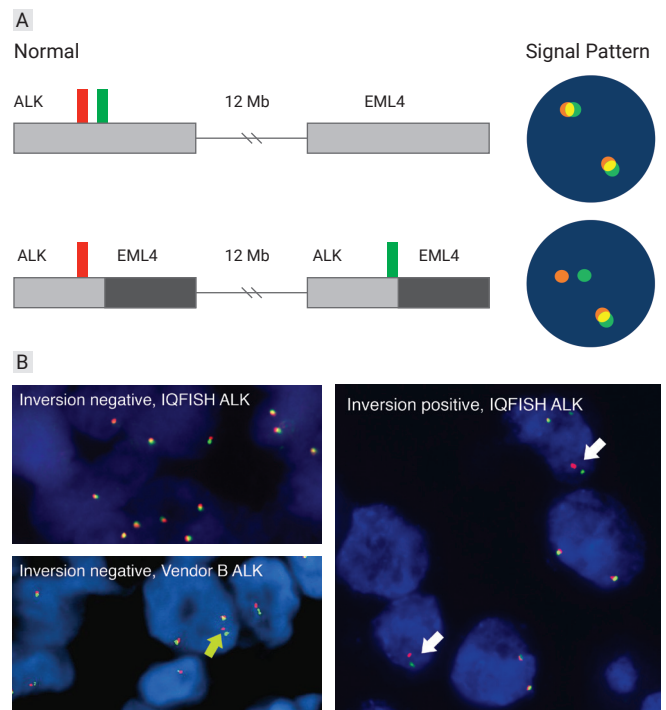 A
Normal
Signal Pattern
ALK
12 Mb
EML4
ALK
EML4
12 Mb
ALK
EML4
B
Inversion negative, IQFISH ALK
Inversion positive, IQFISH ALK
Inversion negative, Vendor B ALK